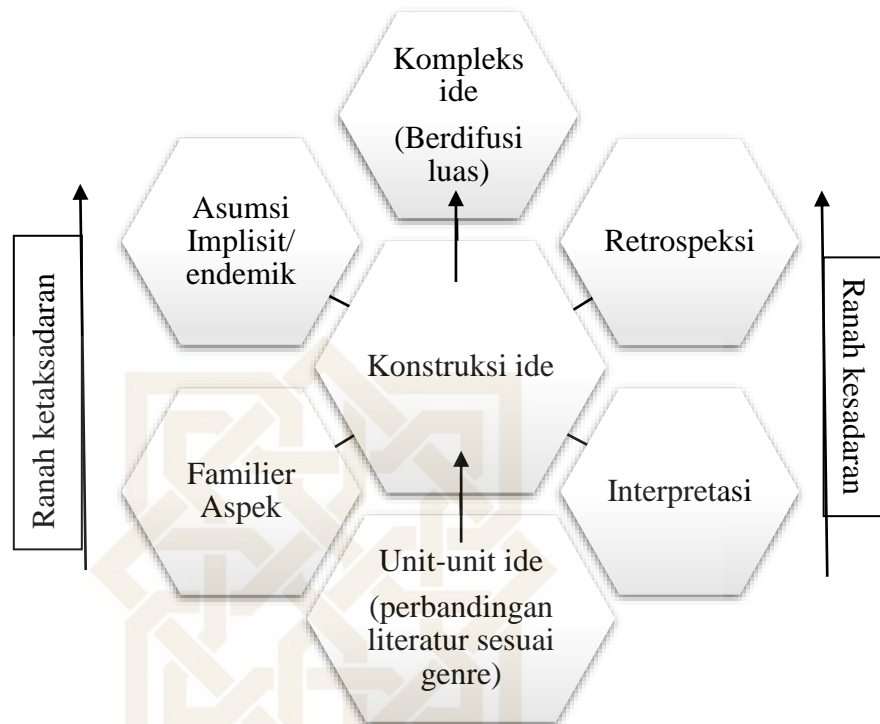 Kompleks
ide
(Berdifusi
luas)
Asumsi
Implisit/
endemik
Retrospeksi
Ranah ketaksadaran
Konstruksi ide
Ranah kesadaran
Familier
Aspek
Interpretasi
Unit-unit ide
(perbandingan
literatur sesuai
genre)